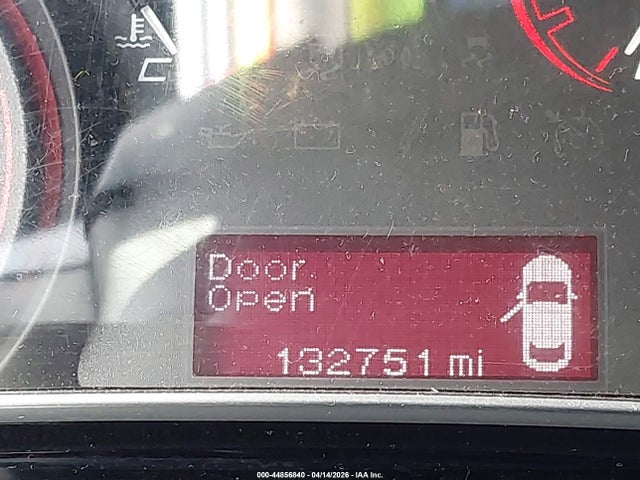 Door
Open
132751 mi
000-44856840 - 04/14/2026 - IAA Inc.